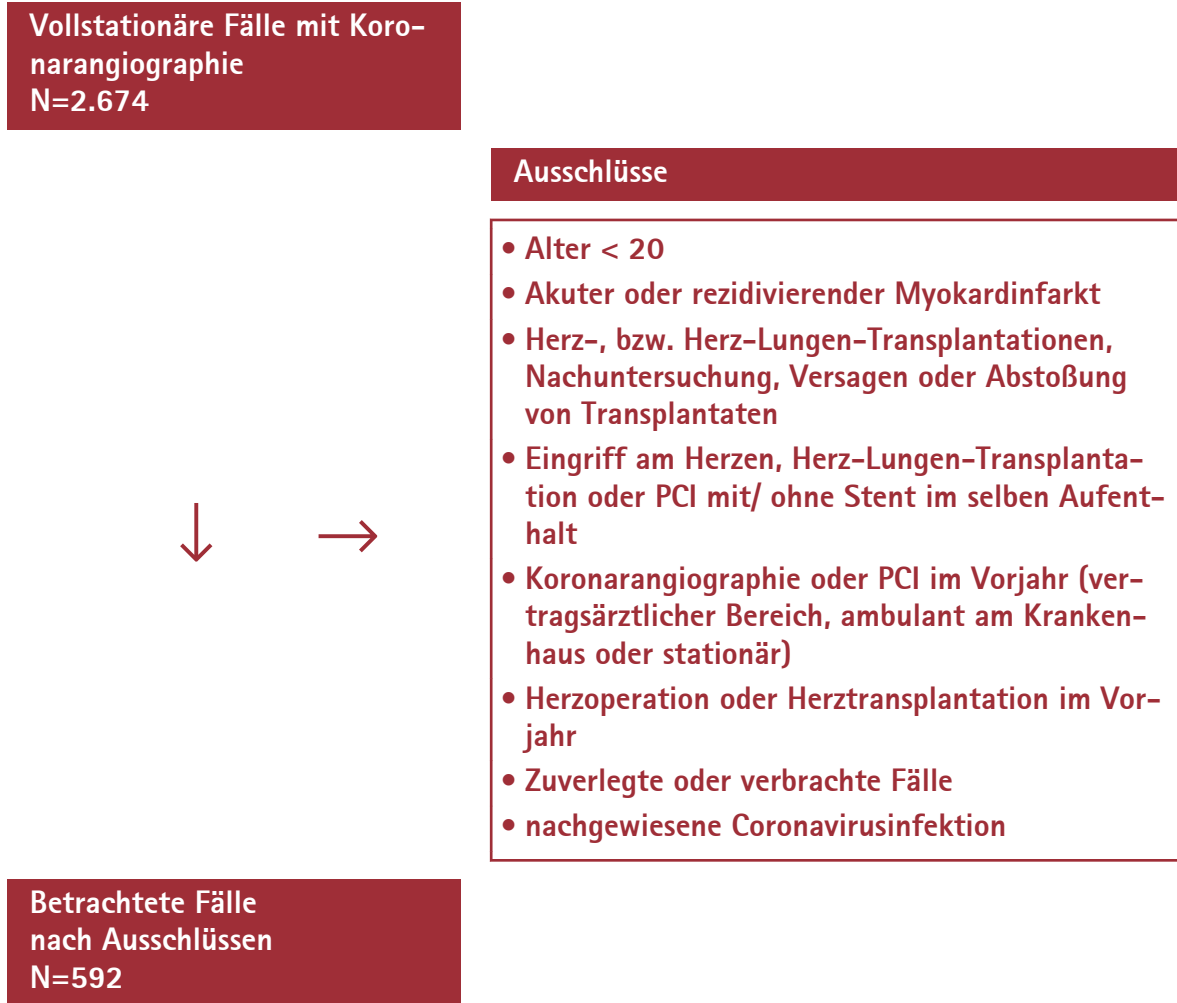 Vollstationäre Fälle mit Koro-
narangiographie
N=2.674
Ausschlüsse
• Alter < 20
• Akuter oder rezidivierender Myokardinfarkt
• Herz-, bzw. Herz-Lungen-Transplantationen,
Nachuntersuchung, Versagen oder Abstoßung
von Transplantaten
• Eingriff am Herzen, Herz-Lungen-Transplanta-
tion oder PCI mit/ ohne Stent im selben Aufent-
halt
• Koronarangiographie oder PCI im Vorjahr (ver-
tragsärztlicher Bereich, ambulant am Kranken-
haus oder stationär)
• Herzoperation oder Herztransplantation im Vor-
jahr
• Zuverlegte oder verbrachte Fälle
• nachgewiesene Coronavirusinfektion
Betrachtete Fälle
nach Ausschlüssen
N=592